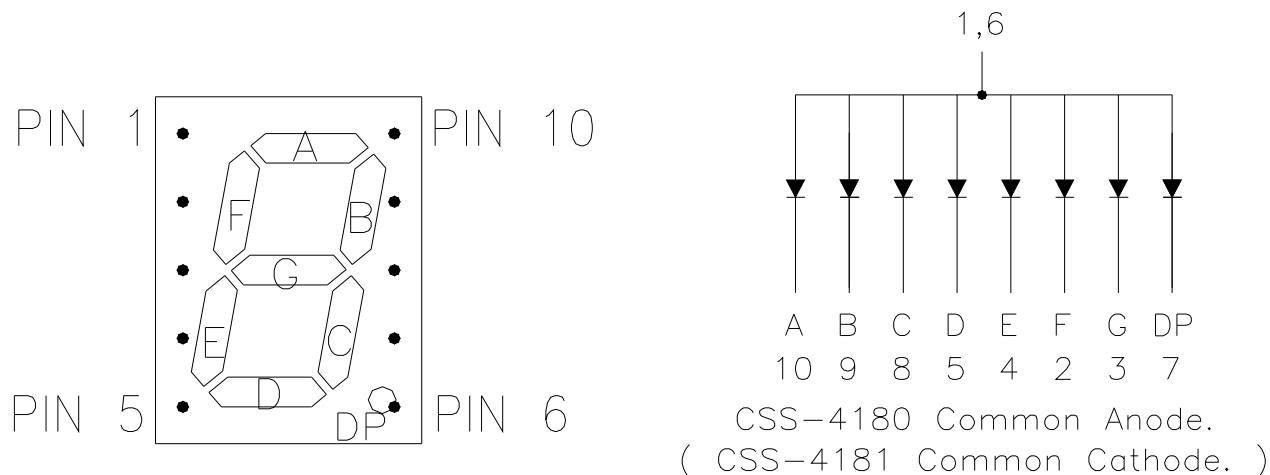 PIN 1
PIN 10
A
F
B
G
E
C
D
DP
PIN 5
PIN 6
1,6
A B C D E F G DP
10 9 8 5 4 2 3 7
CSS-4180 Common Anode.
( CSS-4181 Common Cathode. )